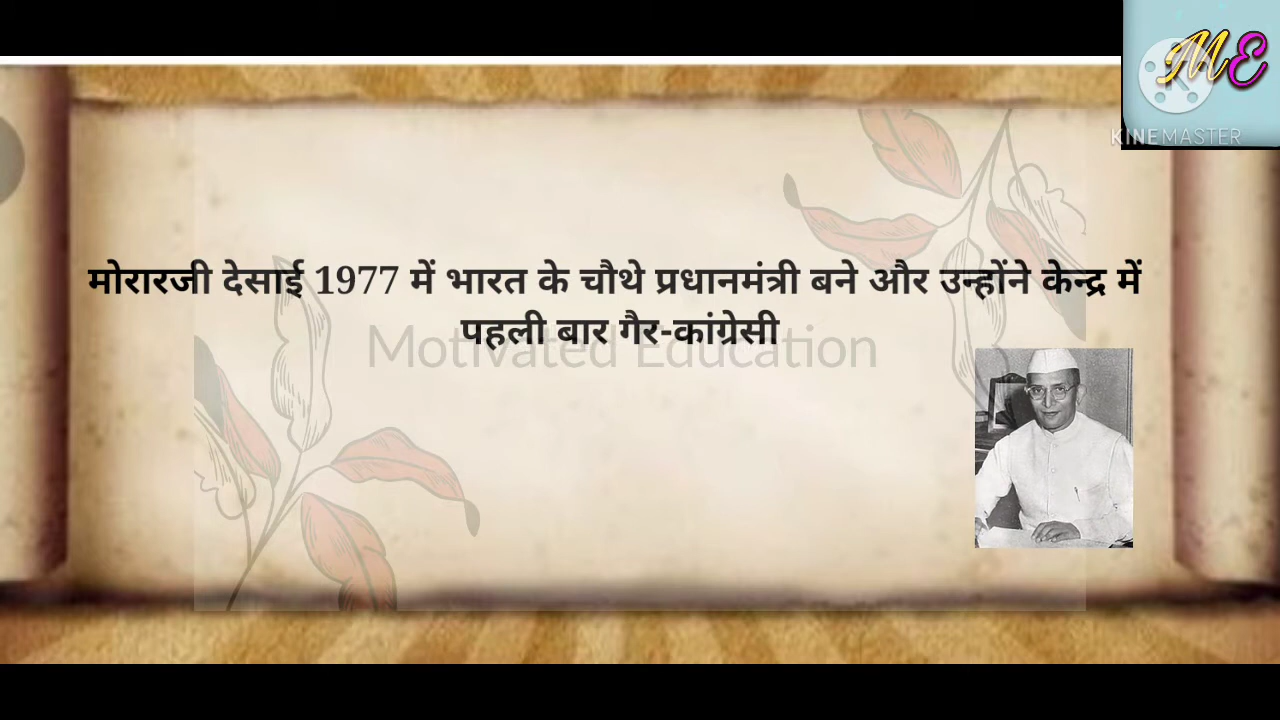 ME
KINEMASTER
मोरारजी देसाई 1977 में भारत के चौथे प्रधानमंत्री बने और उन्होंने केन्द्र में
पहली बार गैर-कांग्रेसी
Motivated Education